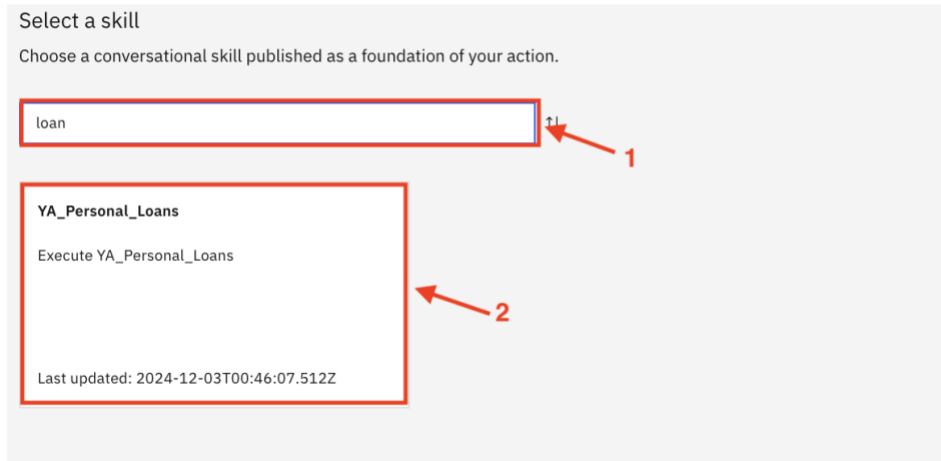 Select a skill
Choose a conversational skill published as a foundation of your action.
loan
1
YA_Personal_Loans
Execute YA_Personal_Loans
2
Last updated: 2024-12-03T00:46:07.512Z